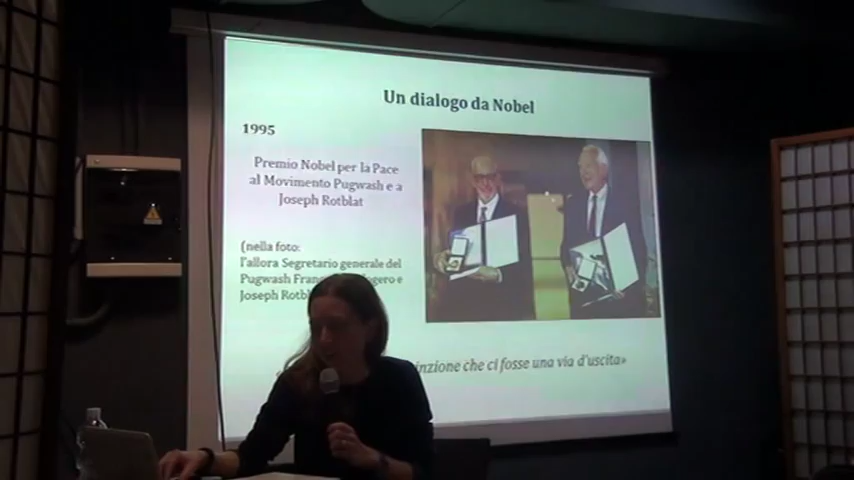 Un dialogo da Nobel
1995
Premio Nobel per la Pace
al Movimento Pugwash e a
Joseph Rotblat
(nella foto:
l'allora Segretario generale del
Pugwash
Joseph
che ci fosse una via d'uscita»